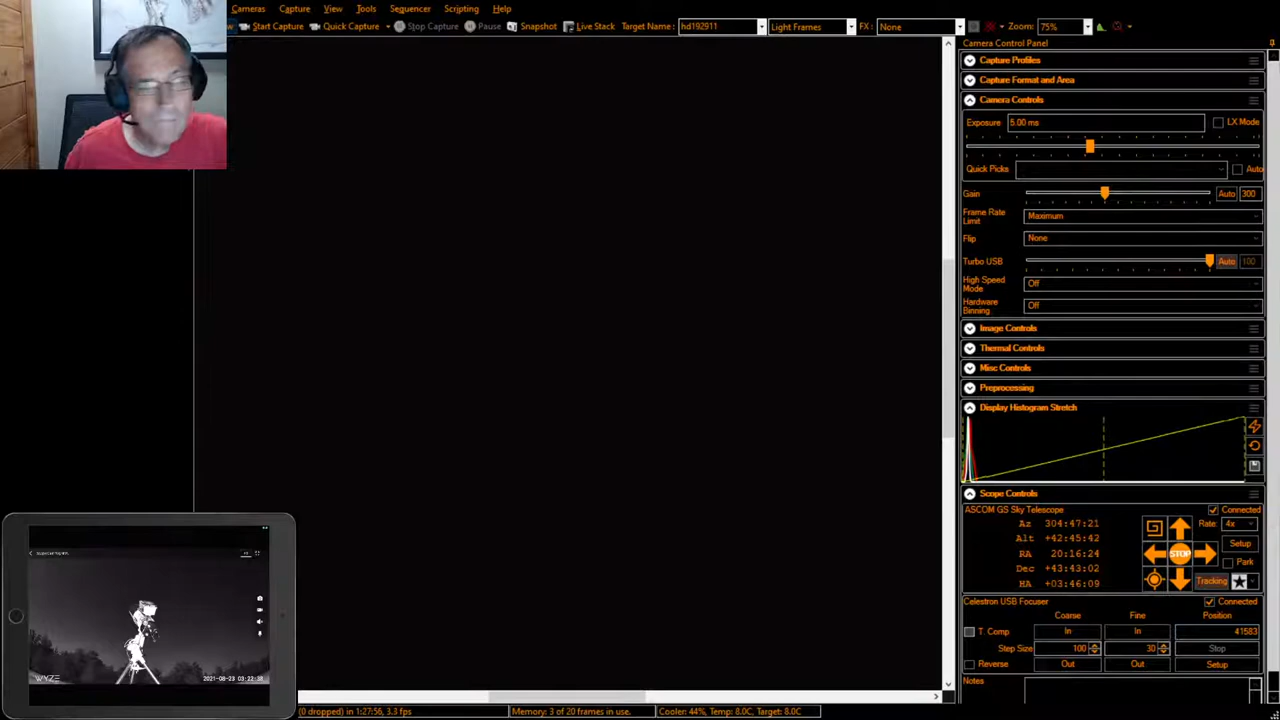 Cameras Capture View Tools Sequencer Scripting Help
Start Capture Quick Capture Stop Capture Pause Snapshot Live Stack Target Name: hd192911 Light Frames FX: None Zoom: 75%
Camera Control Panel
Capture Profiles
Capture Format and Area
Camera Controls
Exposure 5.00 ms LX Mode
Quick Picks Auto
Gain Auto 300
Frame Rate Limit Maximum
Flip None
Turbo USB Auto 100
High Speed Mode Off
Hardware Binning Off
Image Controls
Thermal Controls
Misc Controls
Preprocessing
Display Histogram Stretch
Scope Controls
ASCOM GS Sky Telescope Connected
Az 304:47:21 Rate: 4x
Alt +42:45:42 Setup
RA 20:16:24 STOP
Dec +43:43:02 Park
HA +03:46:09 Tracking
Celestron USB Focuser Connected
Coarse Fine Position
T. Comp In In 41583
Step Size 100 30 Stop
Reverse Out Out Setup
Notes
WYZE 2021-08-23 03:22:38
(0 dropped) in 1:27:56, 3.3 fps Memory: 3 of 20 frames in use. Cooler: 44%, Temp: 8.0C, Target: 8.0C